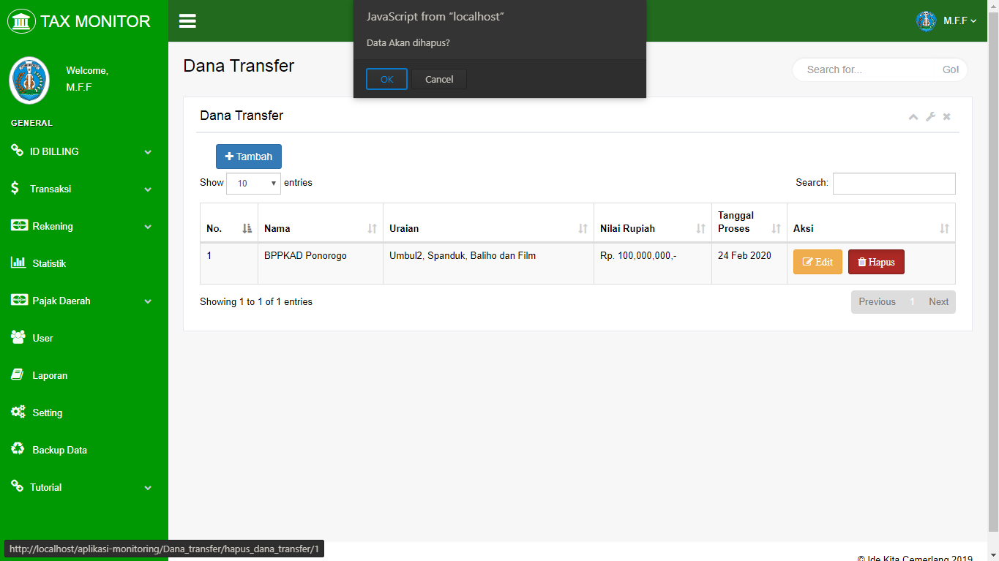 TAX MONITOR
JavaScript from “localhost”
Data Akan dihapus?
OK
Cancel
M.F.F
Welcome,
M.F.F
GENERAL
ID BILLING
Transaksi
Rekening
Statistik
Pajak Daerah
User
Laporan
Setting
Backup Data
Tutorial
Dana Transfer
Search for...
Go!
Dana Transfer
Tambah
Show 10 entries
Search:
No. Nama Uraian Nilai Rupiah Tanggal Proses Aksi
1 BPPKAD Ponorogo Umbul2, Spanduk, Baliho dan Film Rp. 100,000,000,- 24 Feb 2020 Edit Hapus
Showing 1 to 1 of 1 entries
Previous 1 Next
http://localhost/aplikasi-monitoring/Dana_transfer/hapus_dana_transfer/1
© Ide Kita Cemerlang 2019